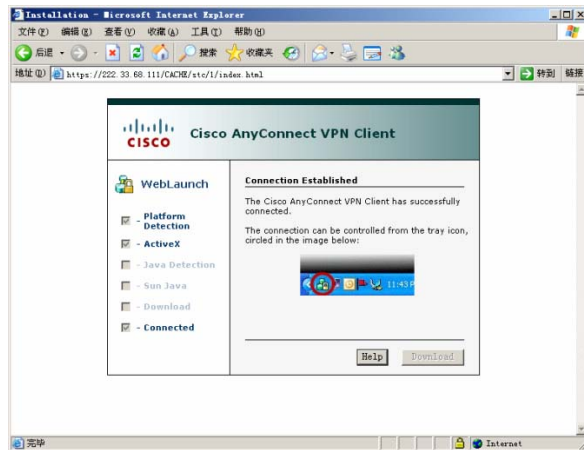 Installation - Microsoft Internet Explorer
文件(F) 编辑(E) 查看(V) 收藏(A) 工具(T) 帮助(H)
后退 搜索 收藏夹
地址(D) https://222.33.68.111/CACHE/stc/1/index.html 转到 链接
CISCO
Cisco AnyConnect VPN Client
WebLaunch
- Platform Detection
- ActiveX
- Java Detection
- Sun Java
- Download
- Connected
Connection Established
The Cisco AnyConnect VPN Client has successfully
connected.
The connection can be controlled from the tray icon,
circled in the image below:
11:43 P
Help Download
完毕 Internet